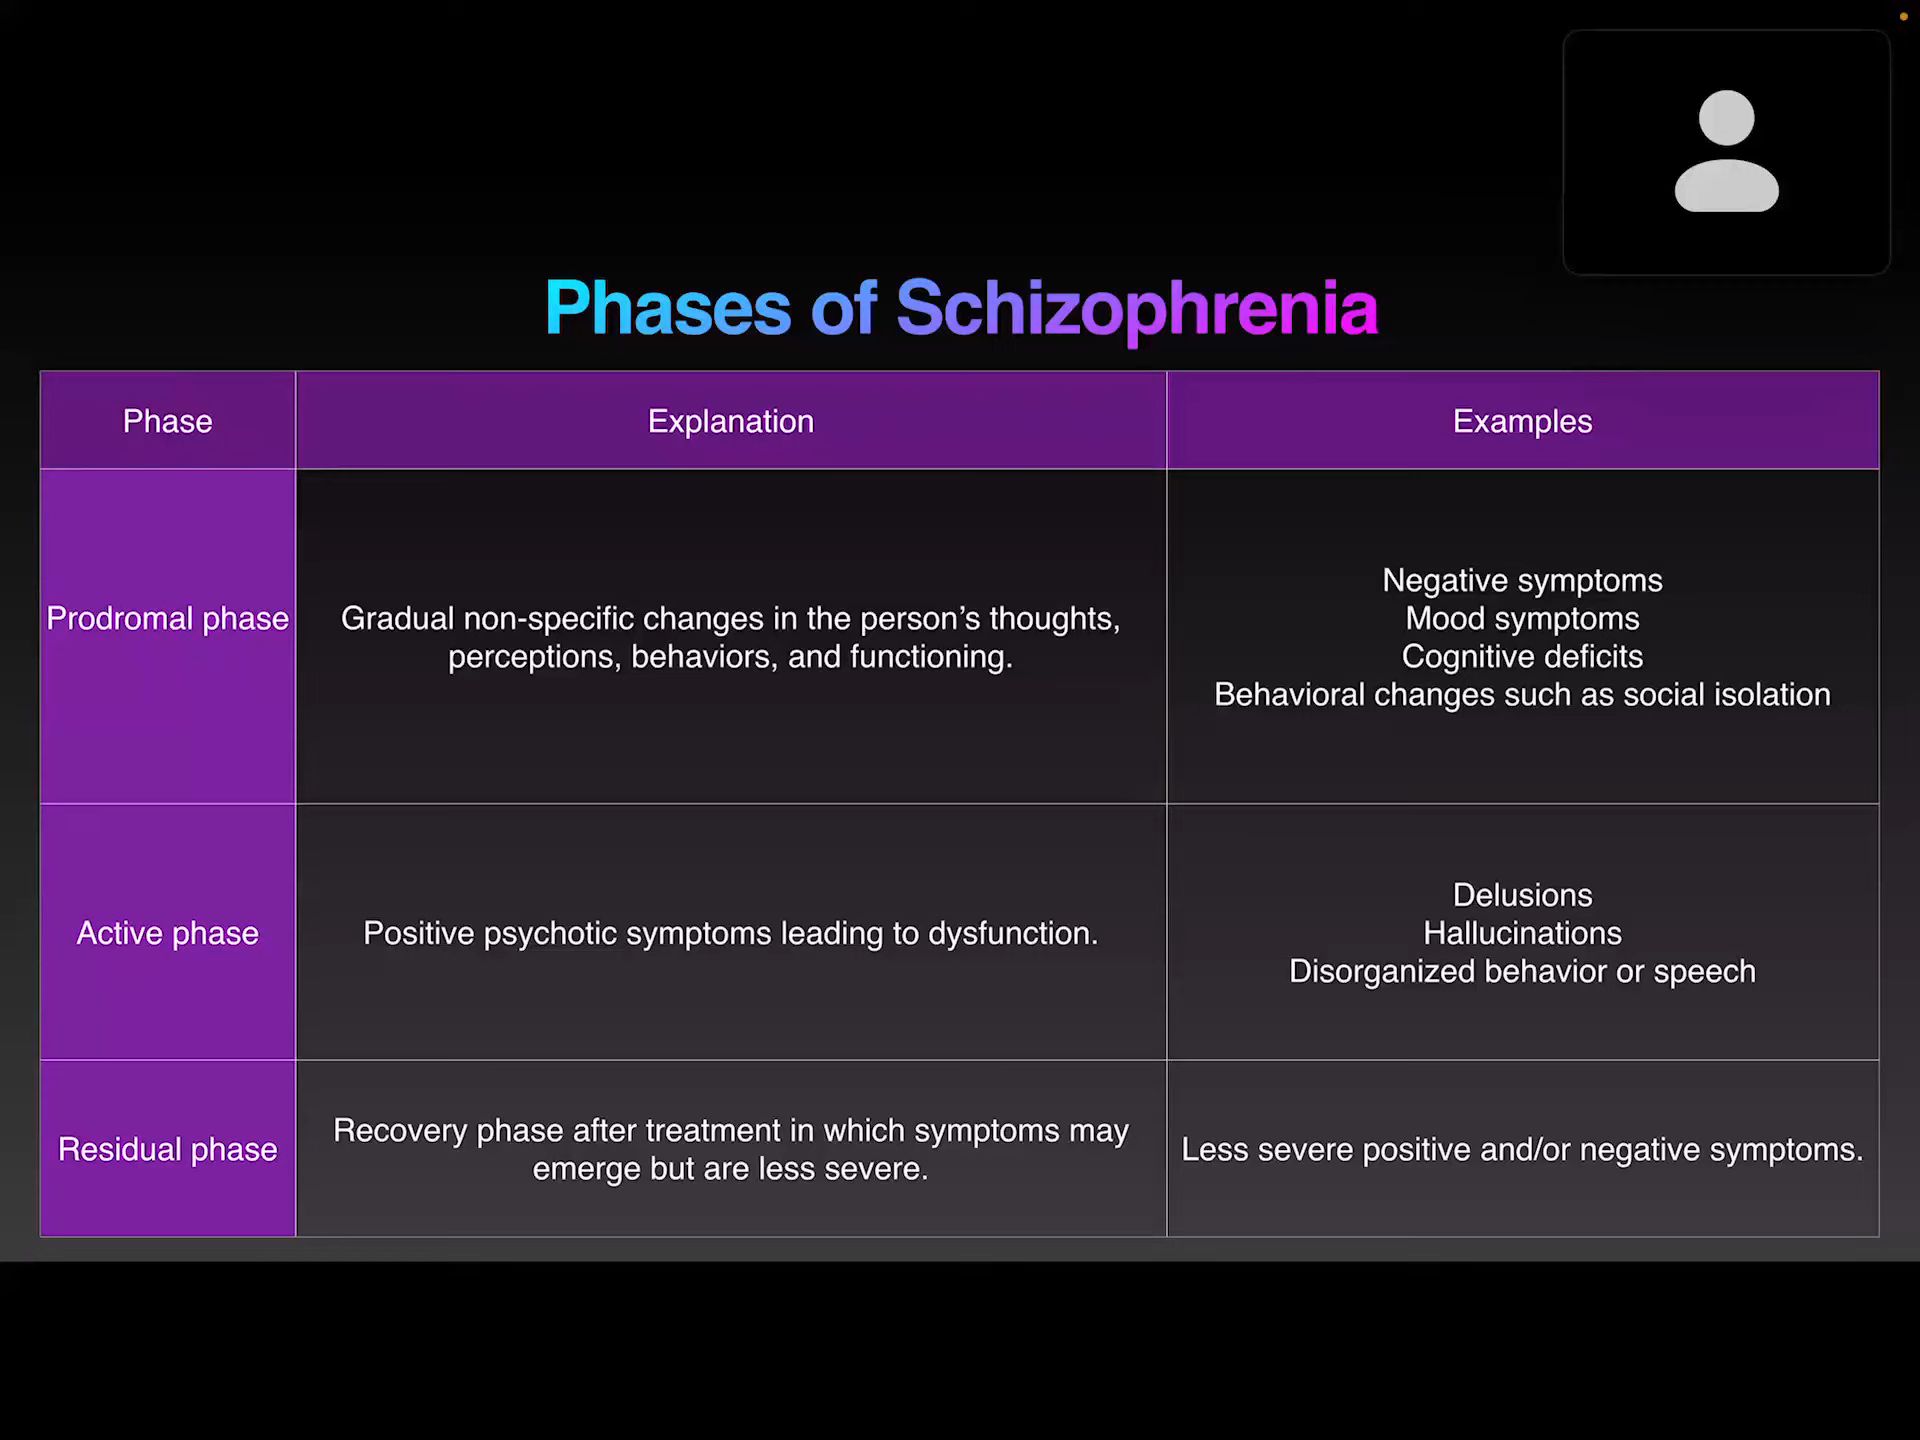 Phases of Schizophrenia
Phase
Explanation
Examples
Prodromal phase
Gradual non-specific changes in the person’s thoughts,
perceptions, behaviors, and functioning.
Negative symptoms
Mood symptoms
Cognitive deficits
Behavioral changes such as social isolation
Active phase
Positive psychotic symptoms leading to dysfunction.
Delusions
Hallucinations
Disorganized behavior or speech
Residual phase
Recovery phase after treatment in which symptoms may
emerge but are less severe.
Less severe positive and/or negative symptoms.